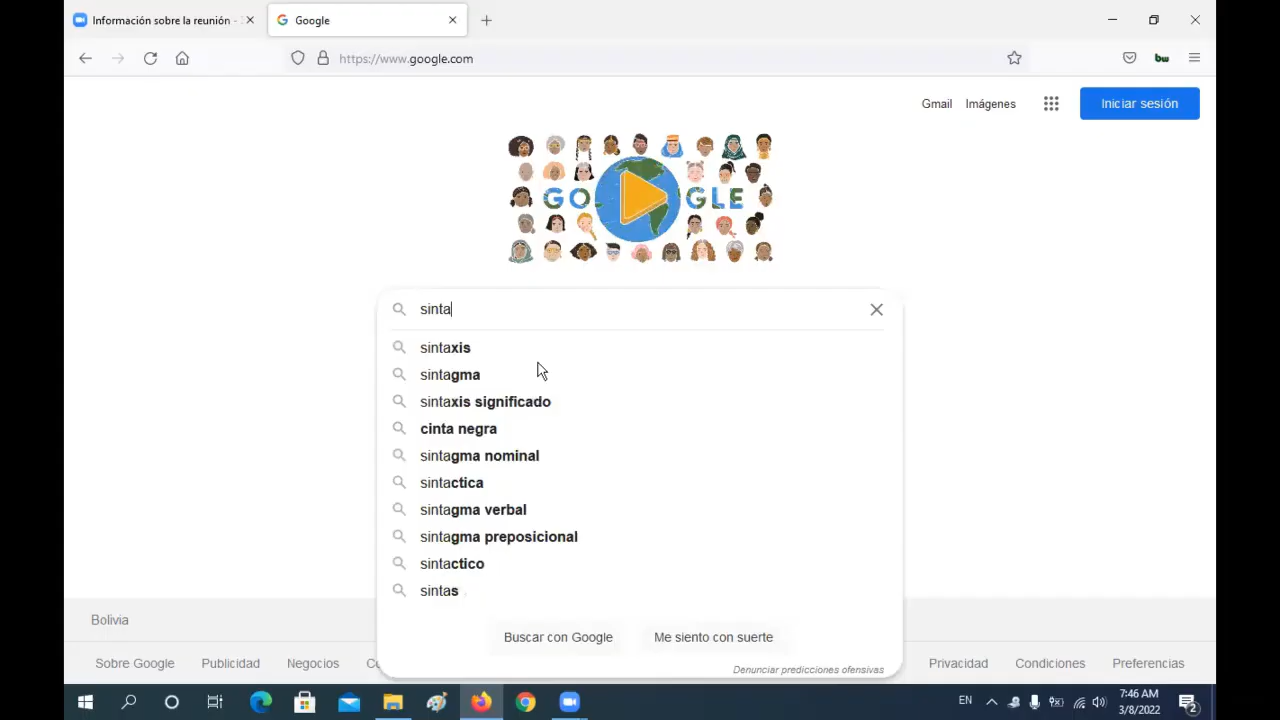 Información sobre la reunión -
Google
https://www.google.com
bw
Gmail
Imágenes
Iniciar sesión
GO GLE
sinta
sintaxis
sintagma
sintaxis significado
cinta negra
sintagma nominal
sintactica
sintagma verbal
sintagma preposicional
sintactico
sintas
Buscar con Google
Me siento con suerte
Denunciar predicciones ofensivas
Bolivia
Sobre Google
Publicidad
Negocios
Privacidad
Condiciones
Preferencias
EN
7:46 AM
3/8/2022
2